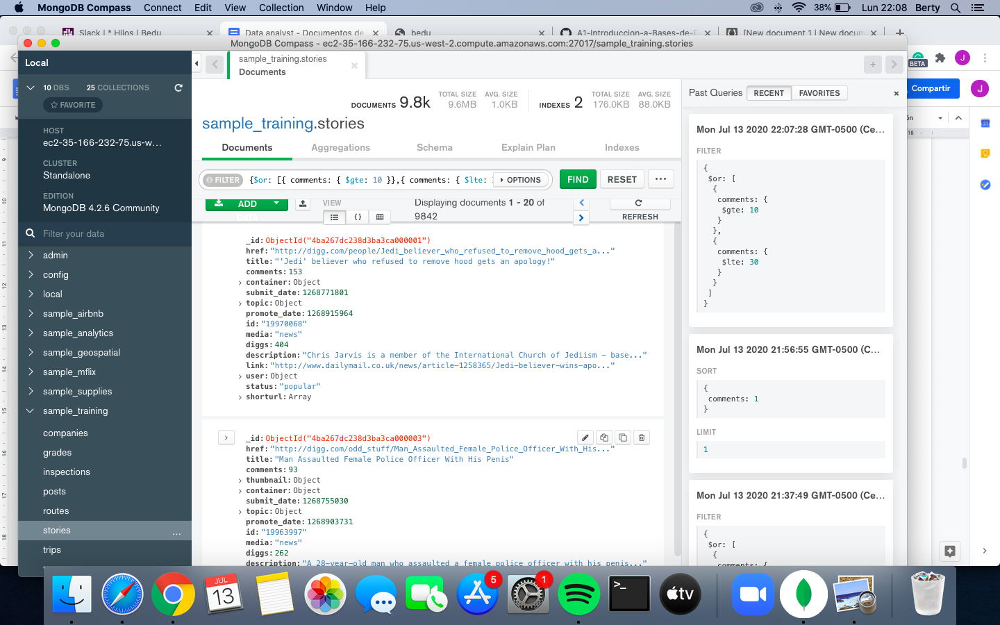 MongoDB Compass Connect Edit View Collection Window Help 38% Lun 22:08 Berty
Slack | * Hilos | Bedu × Data analyst - Documentos de × bedu × A1-Introduccion-a-Bases-de-D × [New document 1 | New docum × +
MongoDB Compass - ec2-35-166-232-75.us-west-2.compute.amazonaws.com:27017/sample_training.stories
Local
10 DBS 25 COLLECTIONS
FAVORITE
HOST
ec2-35-166-232-75.us-w...
CLUSTER
Standalone
EDITION
MongoDB 4.2.6 Community
Filter your data
admin
config
local
sample_airbnb
sample_analytics
sample_geospatial
sample_mflix
sample_supplies
sample_training
companies
grades
inspections
posts
routes
stories ...
trips
sample_training.stories
Documents
DOCUMENTS 9.8k TOTAL SIZE 9.6MB AVG. SIZE 1.0KB INDEXES 2 TOTAL SIZE 176.0KB AVG. SIZE 88.0KB
sample_training.stories
Documents Aggregations Schema Explain Plan Indexes
FILTER {$or: [{ comments: { $gte: 10 }},{ comments: { $lte: OPTIONS FIND RESET ...
ADD DATA VIEW { } Displaying documents 1 - 20 of 9842 REFRESH
_id: ObjectId("4ba267dc238d3ba3ca000001")
href: "http://digg.com/people/Jedi_believer_who_refused_to_remove_hood_gets_a..."
title: "'Jedi' believer who refused to remove hood gets an apology!"
comments: 153
container: Object
submit_date: 1268771801
topic: Object
promote_date: 1268915964
id: "19970068"
media: "news"
diggs: 404
description: "Chris Jarvis is a member of the International Church of Jediism – base..."
link: "http://www.dailymail.co.uk/news/article-1258365/Jedi-believer-wins-apo..."
user: Object
status: "popular"
shorturl: Array
_id: ObjectId("4ba267dc238d3ba3ca000003")
href: "http://digg.com/odd_stuff/Man_Assaulted_Female_Police_Officer_With_His..."
title: "Man Assaulted Female Police Officer With His Penis"
comments: 93
thumbnail: Object
container: Object
submit_date: 1268755030
topic: Object
promote_date: 1268903731
id: "19963997"
media: "news"
diggs: 262
description: "A 28-year-old man who assaulted a female police officer with his penis..."
Past Queries RECENT FAVORITES ×
Mon Jul 13 2020 22:07:28 GMT-0500 (Ce...
FILTER
{
$or: [
{
comments: {
$gte: 10
}
},
{
comments: {
$lte: 30
}
}
]
}
Mon Jul 13 2020 21:56:55 GMT-0500 (C...
SORT
{
comments: 1
}
LIMIT
1
Mon Jul 13 2020 21:37:49 GMT-0500 (Ce...
FILTER
{
$or: [
{
comments: {
BETA
J
Compartir
J
18
9
10
11
12
13
14
15
16
17
18
31
JUL
13
5
1
>_
tv